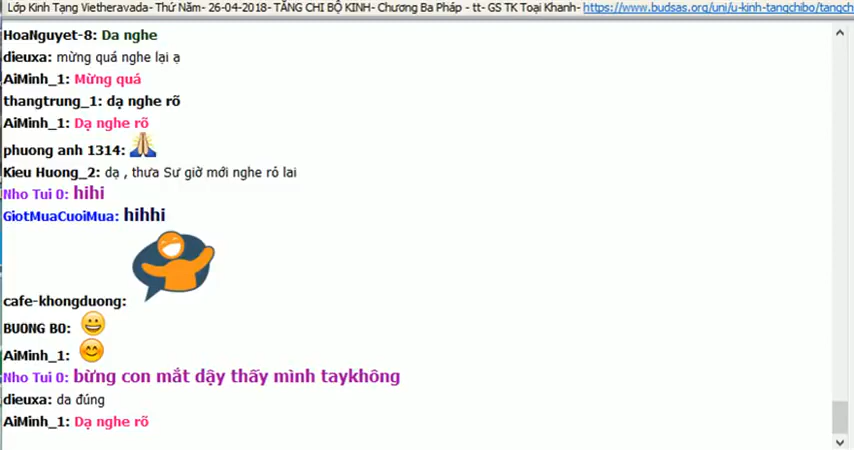 Lớp Kinh Tạng Vietheravada- Thứ Năm- 26-04-2018- TĂNG CHI BỘ KINH- Chương Ba Pháp - tt- GS TK Toại Khanh- https://www.budsas.org/uni/u-kinh-tangchibo/tangch
HoaNguyet-8: Da nghe
dieuxa: mừng quá nghe lại ạ
AiMinh_1: Mừng quá
thangtrung_1: dạ nghe rõ
AiMinh_1: Dạ nghe rõ
phuong anh 1314:
Kieu Huong_2: dạ , thưa Sư giờ mới nghe rỏ lai
Nho Tui 0: hihi
GiotMuaCuoiMua: hihhi
cafe-khongduong:
BUONG BO:
AiMinh_1:
Nho Tui 0: bừng con mắt dậy thấy mình taykhông
dieuxa: da đúng
AiMinh_1: Dạ nghe rõ